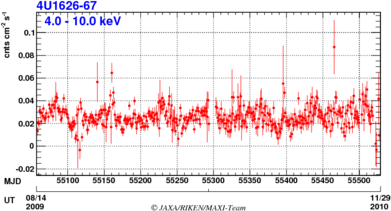 4U1626-67
4.0 - 10.0 keV
cnts cm⁻² s⁻¹
0.1
0.08
0.06
0.04
0.02
0
-0.02
MJD 55100 55150 55200 55250 55300 55350 55400 55450 55500
UT 08/14 11/29
2009 2010
© JAXA/RIKEN/MAXI-Team